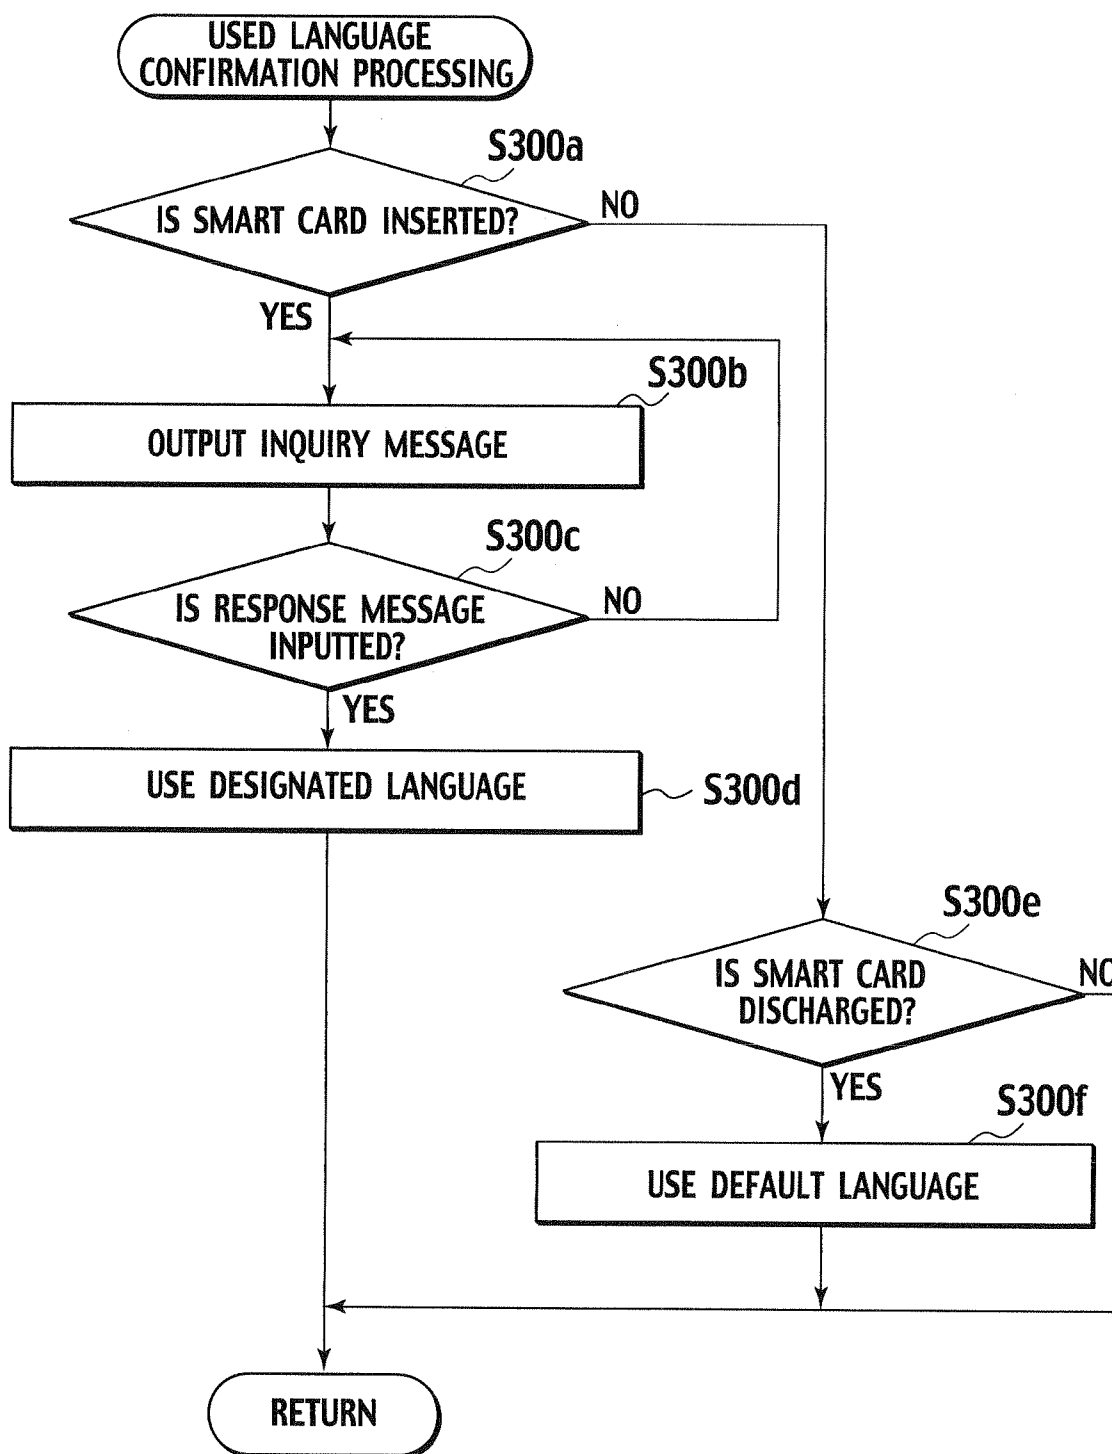 USED LANGUAGE
CONFIRMATION PROCESSING
S300a
IS SMART CARD INSERTED?
NO
YES
S300b
OUTPUT INQUIRY MESSAGE
S300c
IS RESPONSE MESSAGE
INPUTTED?
NO
YES
USE DESIGNATED LANGUAGE
S300d
S300e
IS SMART CARD
DISCHARGED?
NO
YES
S300f
USE DEFAULT LANGUAGE
RETURN